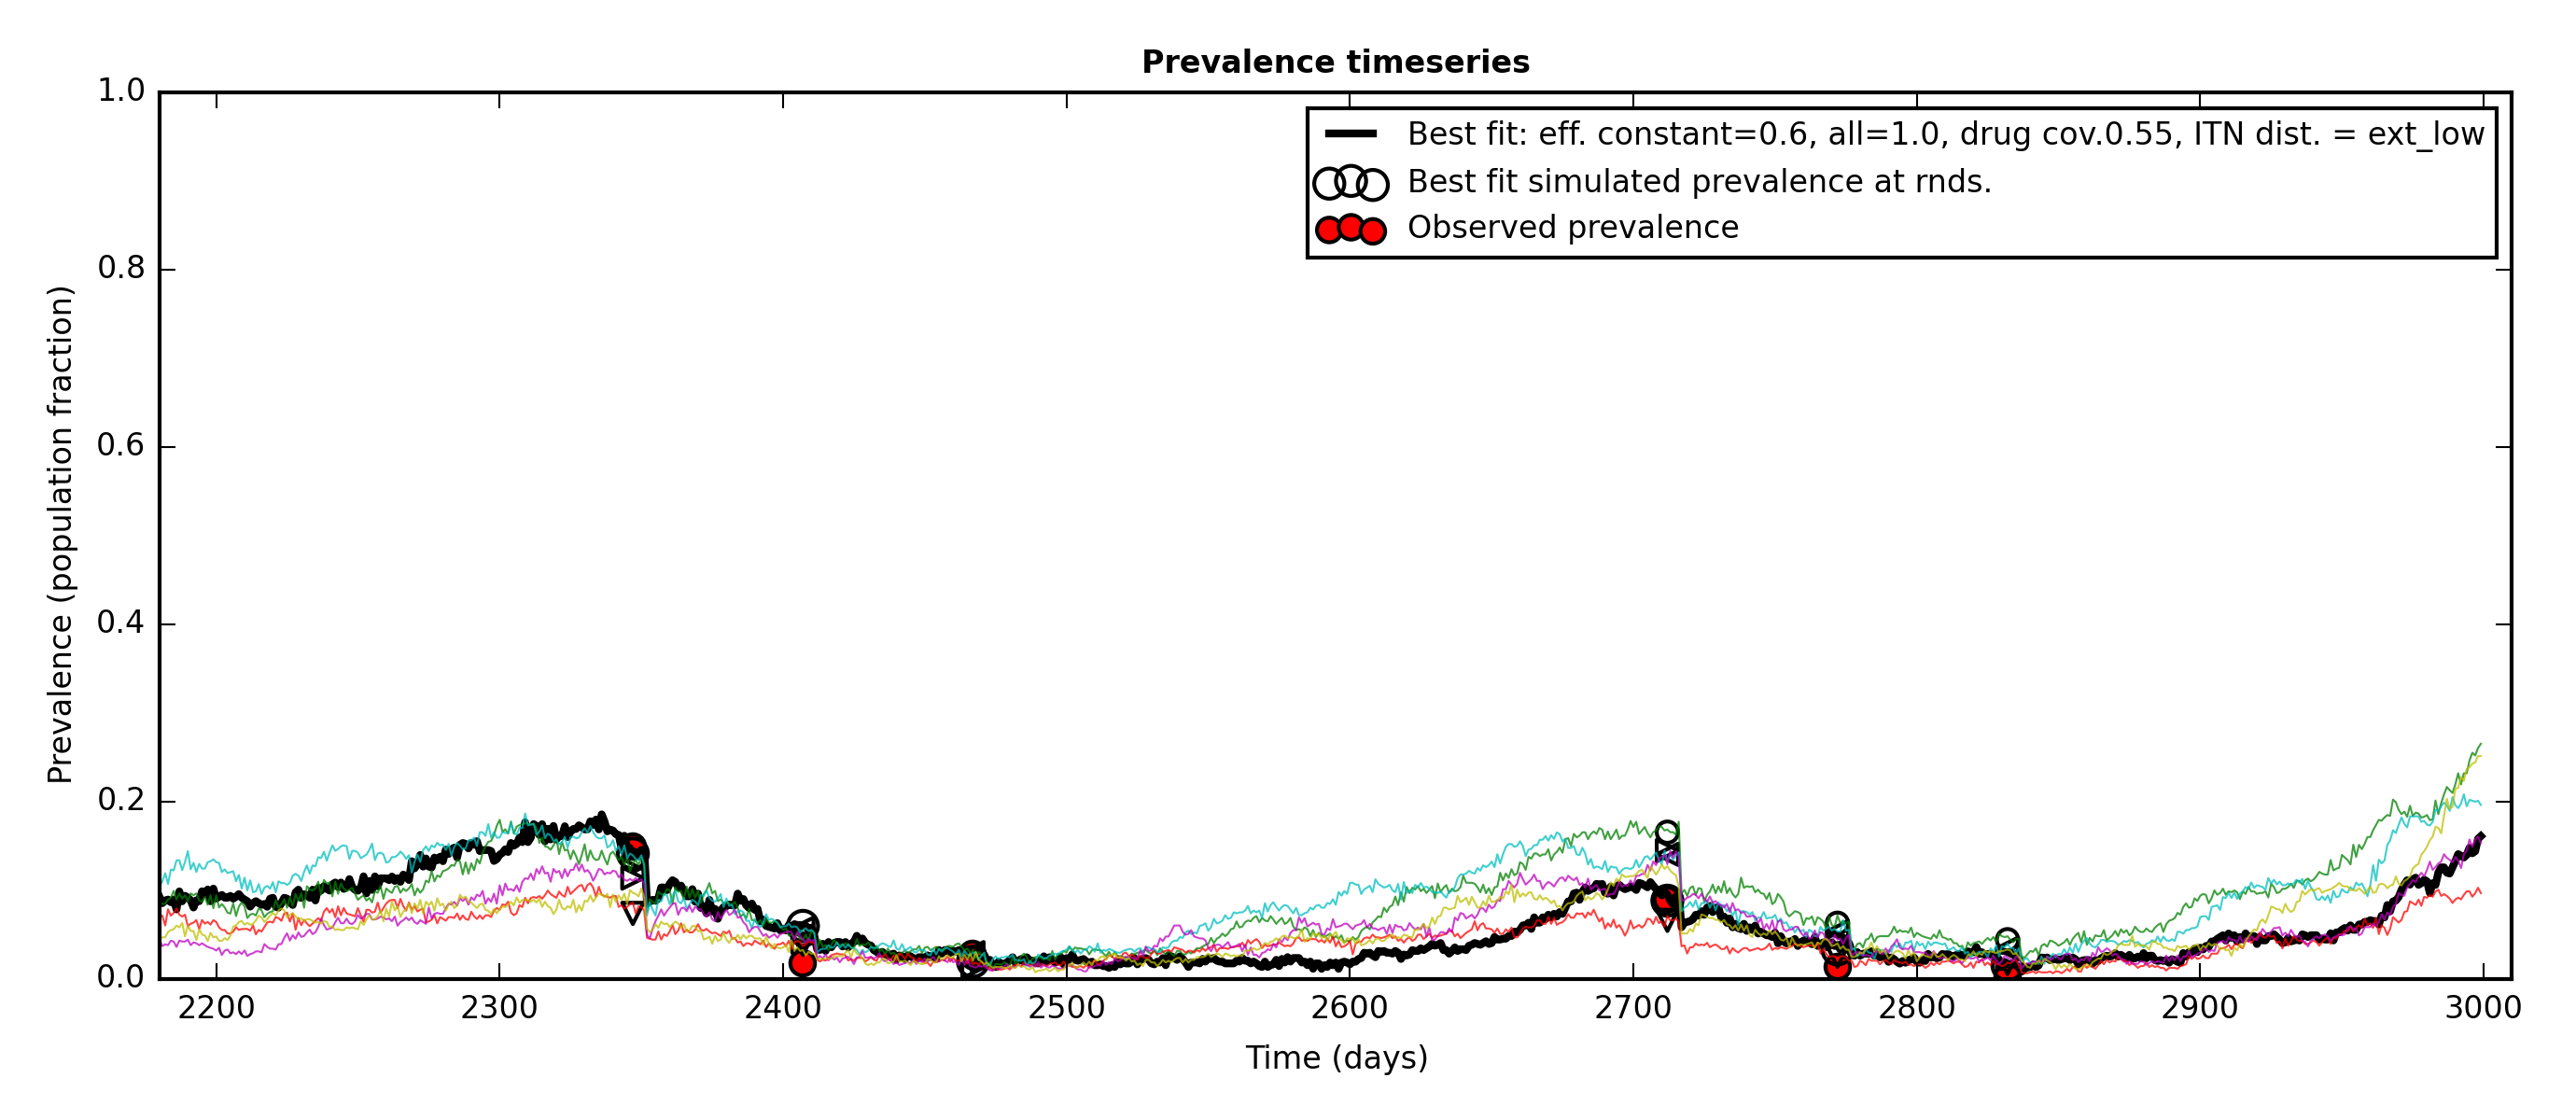 Prevalence timeseries
1.0
0.8
0.6
0.4
0.2
0.0
Prevalence (population fraction)
Best fit: eff. constant=0.6, all=1.0, drug cov.0.55, ITN dist. = ext_low
Best fit simulated prevalence at rnds.
Observed prevalence
2200 2300 2400 2500 2600 2700 2800 2900 3000
Time (days)